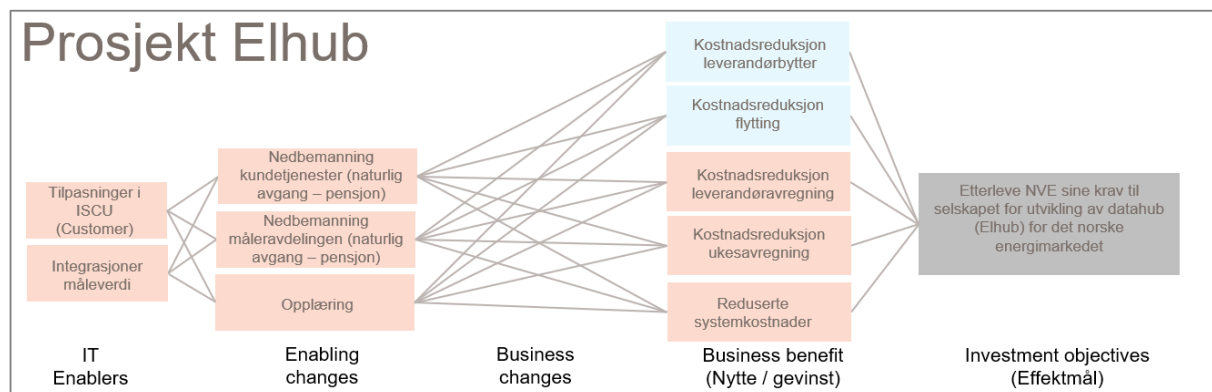 Prosjekt Elhub
Tilpasninger i
ISCU
(Customer)
Integrasjoner
måleverdi
Nedbemanning
kundetjenester (naturlig
avgang – pensjon)
Nedbemanning
måleravdelingen (naturlig
avgang – pensjon)
Opplæring
Kostnadsreduksjon
leverandørbytter
Kostnadsreduksjon
flytting
Kostnadsreduksjon
leverandøravregning
Kostnadsreduksjon
ukesavregning
Reduserte
systemkostnader
Etterleve NVE sine krav til
selskapet for utvikling av datahub
(Elhub) for det norske
energimarkedet
IT
Enablers
Enabling
changes
Business
changes
Business benefit
(Nytte / gevinst)
Investment objectives
(Effektmål)